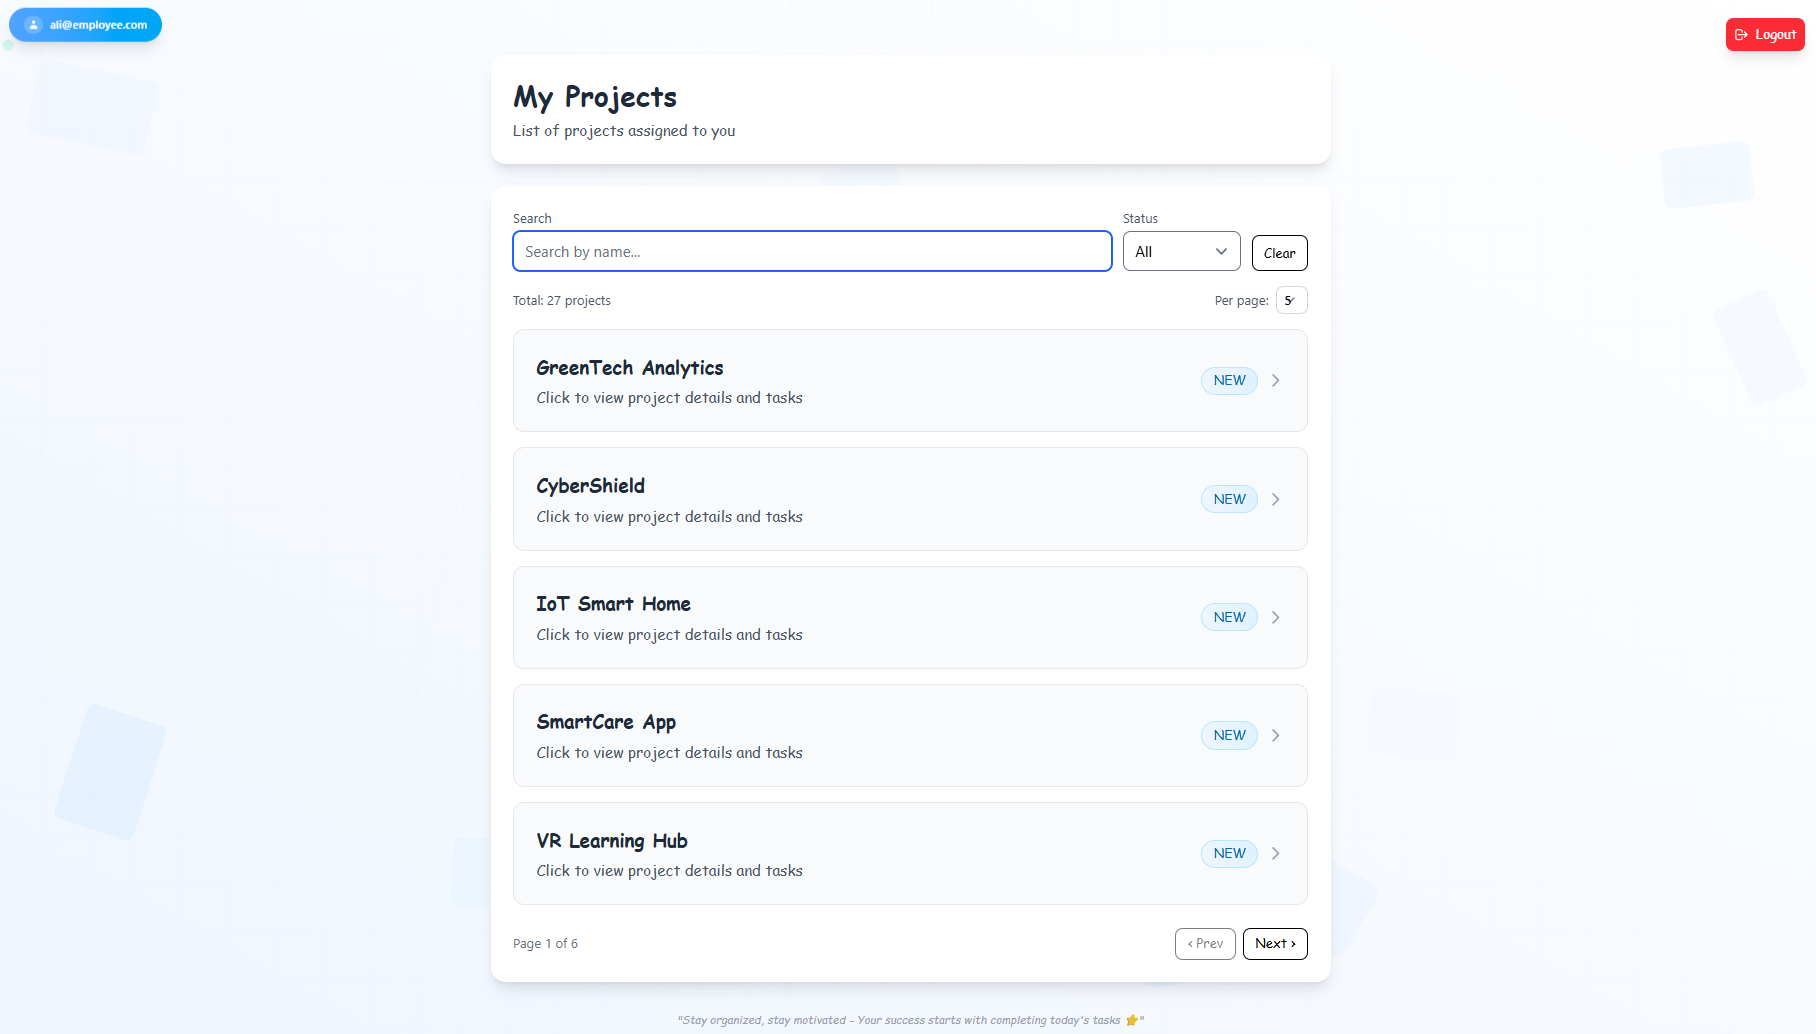 ali@employee.com
Logout
My Projects
List of projects assigned to you
Search
Status
Search by name...
All
Clear
Total: 27 projects
Per page: 5
GreenTech Analytics
Click to view project details and tasks
NEW
CyberShield
Click to view project details and tasks
NEW
IoT Smart Home
Click to view project details and tasks
NEW
SmartCare App
Click to view project details and tasks
NEW
VR Learning Hub
Click to view project details and tasks
NEW
Page 1 of 6
‹ Prev
Next ›
"Stay organized, stay motivated - Your success starts with completing today's tasks ⭐"